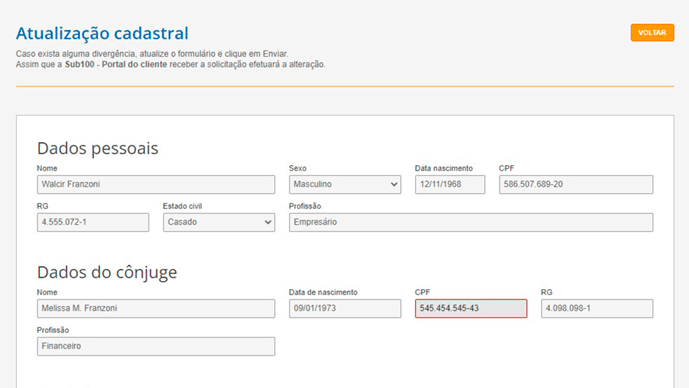 Atualização cadastral
VOLTAR
Caso exista alguma divergência, atualize o formulário e clique em Enviar.
Assim que a Sub100 - Portal do cliente receber a solicitação efetuará a alteração.
Dados pessoais
Nome Sexo Data nascimento CPF
Walcir Franzoni Masculino 12/11/1968 586.507.689-20
RG Estado civil Profissão
4.555.072-1 Casado Empresário
Dados do cônjuge
Nome Data de nascimento CPF RG
Melissa M. Franzoni 09/01/1973 545.454.545-43 4.098.098-1
Profissão
Financeiro